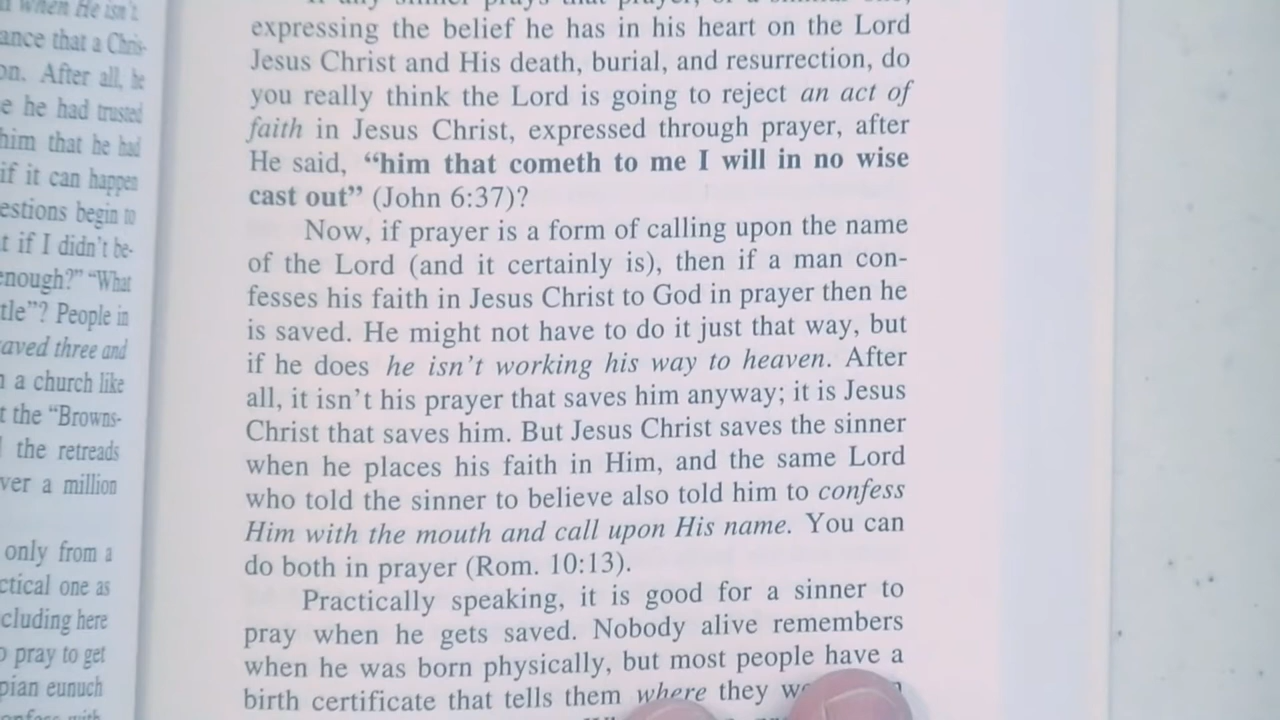 when He isn't
ance that a Chris-
on. After all, he
e he had trusted
him that he had
if it can happen
estions begin to
t if I didn't be-
enough?" "What
tle"? People in
aved three and
a church like
t the "Browns-
the retreads
ver a million
only from a
ctical one as
cluding here
pray to get
pian eunuch
expressing the belief he has in his heart on the Lord
Jesus Christ and His death, burial, and resurrection, do
you really think the Lord is going to reject an act of
faith in Jesus Christ, expressed through prayer, after
He said, “him that cometh to me I will in no wise
cast out” (John 6:37)?
Now, if prayer is a form of calling upon the name
of the Lord (and it certainly is), then if a man con-
fesses his faith in Jesus Christ to God in prayer then he
is saved. He might not have to do it just that way, but
if he does he isn’t working his way to heaven. After
all, it isn’t his prayer that saves him anyway; it is Jesus
Christ that saves him. But Jesus Christ saves the sinner
when he places his faith in Him, and the same Lord
who told the sinner to believe also told him to confess
Him with the mouth and call upon His name. You can
do both in prayer (Rom. 10:13).
Practically speaking, it is good for a sinner to
pray when he gets saved. Nobody alive remembers
when he was born physically, but most people have a
birth certificate that tells them where they